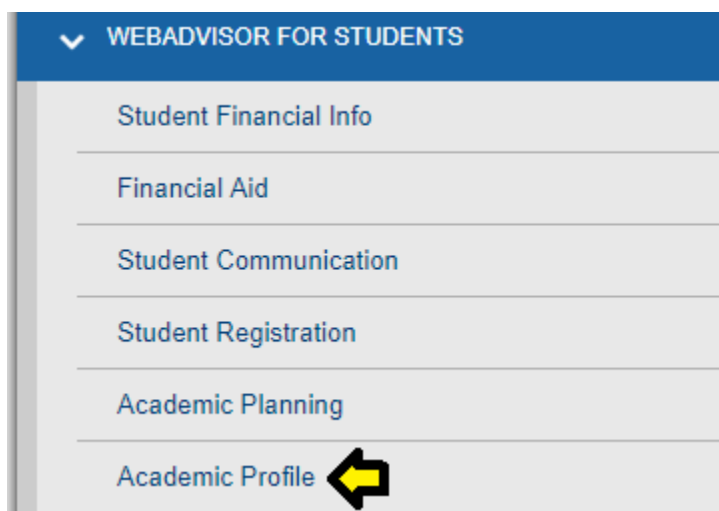 WEBADVISOR FOR STUDENTS
Student Financial Info
Financial Aid
Student Communication
Student Registration
Academic Planning
Academic Profile